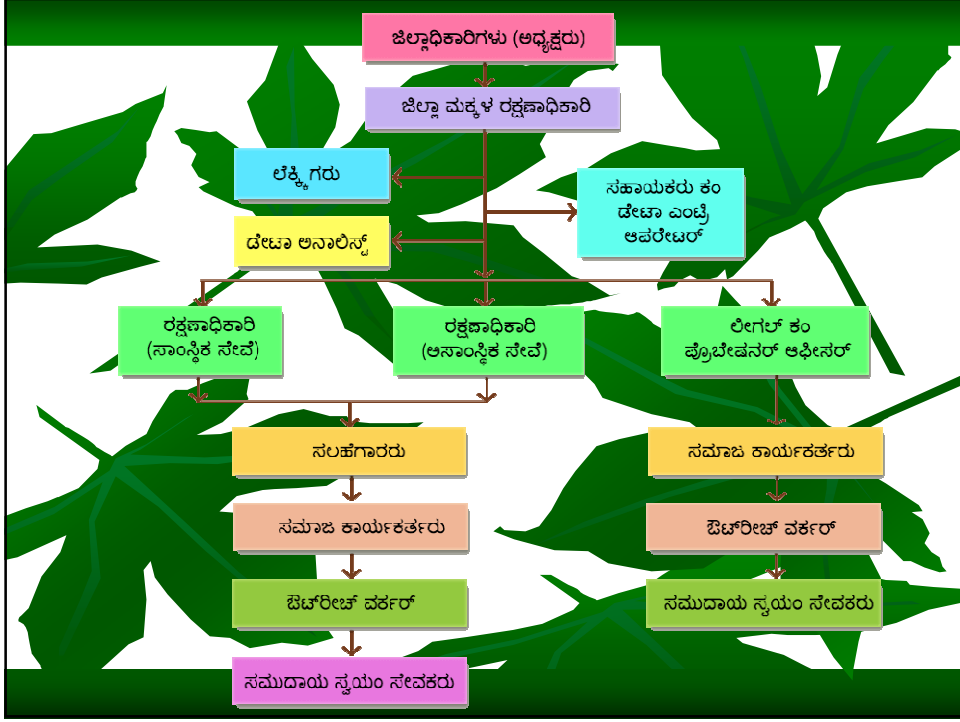 ಜಿಲ್ಲಾಧಿಕಾರಿಗಳು (ಅಧ್ಯಕ್ಷರು)
ಜಿಲ್ಲಾ ಮಕ್ಕಳ ರಕ್ಷಣಾಧಿಕಾರಿ
ಲೆಕ್ಕಿಗರು
ಸಹಾಯಕರು ಕಂ
ಡೇಟಾ ಎಂಟ್ರಿ
ಆಪರೇಟರ್
ಡೇಟಾ ಅನಾಲಿಸ್ಟ್
ರಕ್ಷಣಾಧಿಕಾರಿ
(ಸಾಂಸ್ಥಿಕ ಸೇವೆ)
ರಕ್ಷಣಾಧಿಕಾರಿ
(ಅಸಾಂಸ್ಥಿಕ ಸೇವೆ)
ಲೀಗಲ್ ಕಂ
ಪ್ರೊಬೇಷನರ್ ಆಫೀಸರ್
ಸಲಹೆಗಾರರು
ಸಮಾಜ ಕಾರ್ಯಕರ್ತರು
ಔಟ್‌ರೀಚ್ ವರ್ಕರ್
ಸಮುದಾಯ ಸ್ವಯಂ ಸೇವಕರು
ಸಮಾಜ ಕಾರ್ಯಕರ್ತರು
ಔಟ್‌ರೀಚ್ ವರ್ಕರ್
ಸಮುದಾಯ ಸ್ವಯಂ ಸೇವಕರು